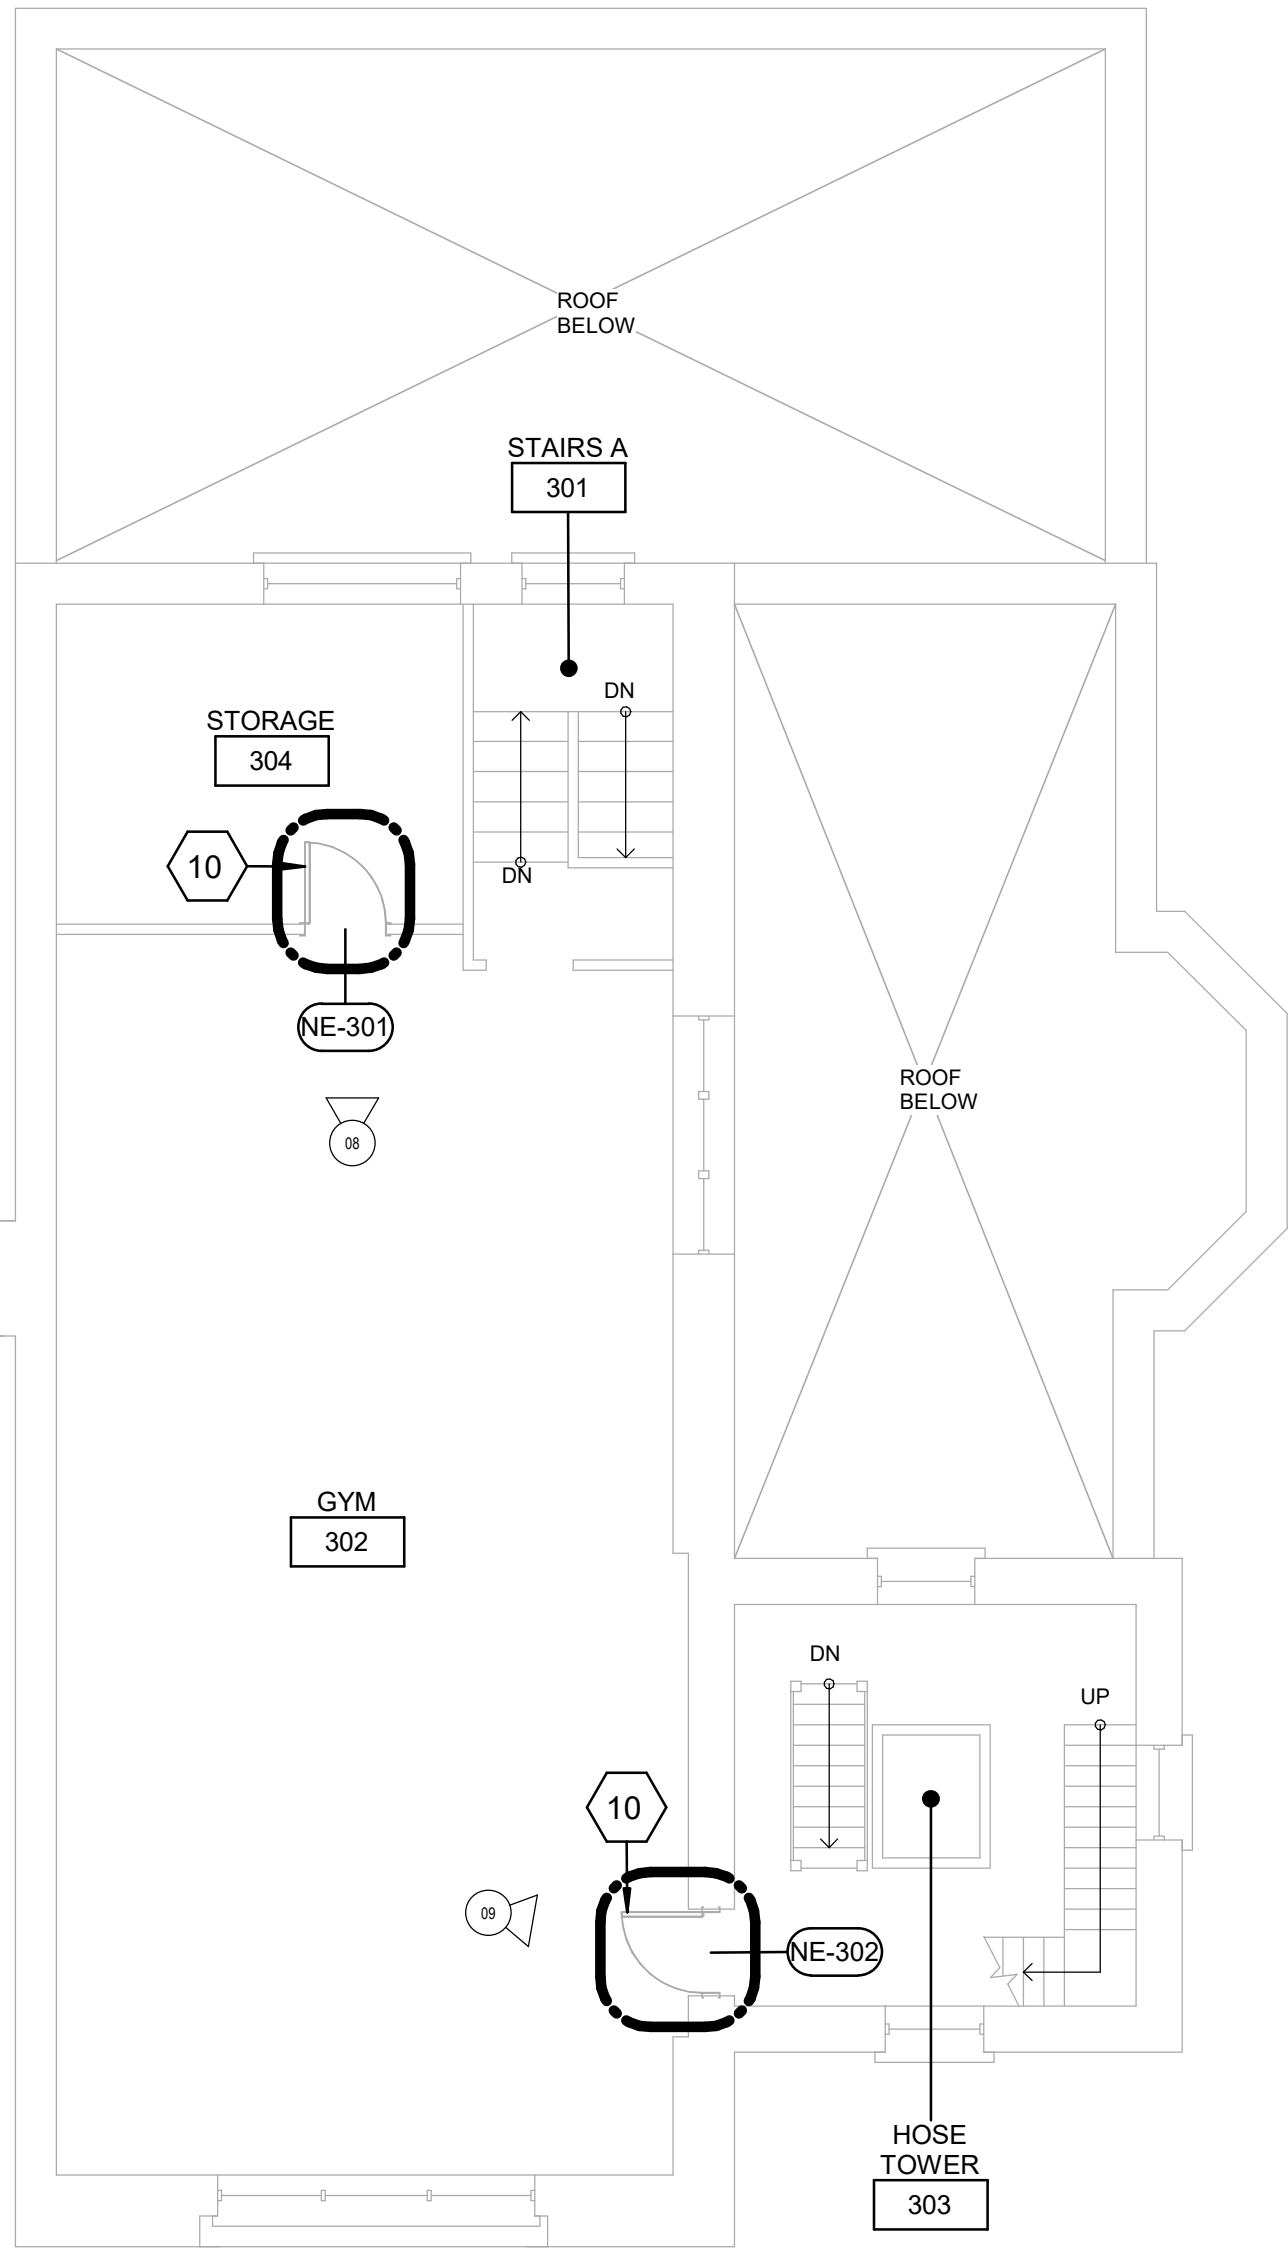 ROOF
BELOW
STAIRS A
301
DN
STORAGE
304
10
DN
NE-301
ROOF
BELOW
08
GYM
302
DN
UP
10
09
NE-302
HOSE
TOWER
303